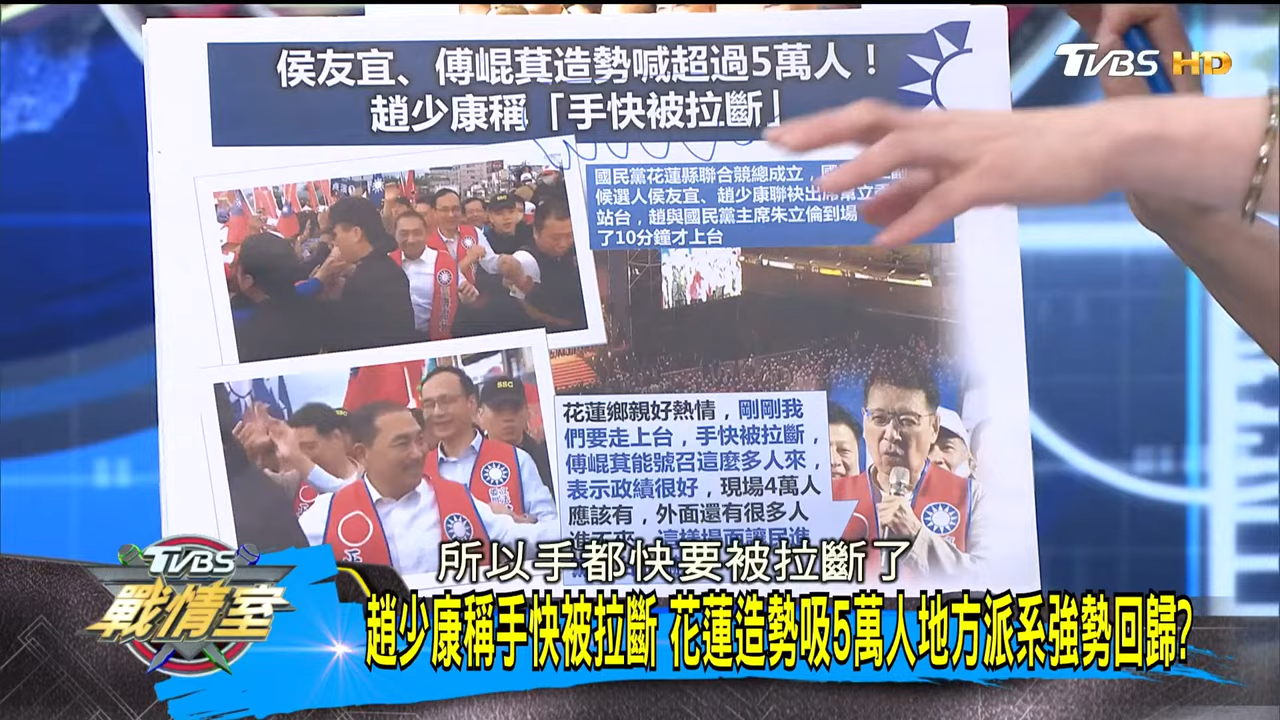 TVBS HD
侯友宜、傅崐萁造勢喊超過5萬人！
趙少康稱「手快被拉斷」
國民黨花蓮縣聯合競總成立，
候選人侯友宜、趙少康聯袂出席
站台，趙與國民黨主席朱立倫到場
了10分鐘才上台
SBC
SBC
花蓮鄉親好熱情，剛剛我
們要走上台，手快被拉斷，
傅崐萁能號召這麼多人來，
表示政績很好，現場4萬人
應該有，外面還有很多人
所以手都快要被拉斷了
TVBS
戰情室
趙少康稱手快被拉斷 花蓮造勢吸5萬人地方派系強勢回歸?